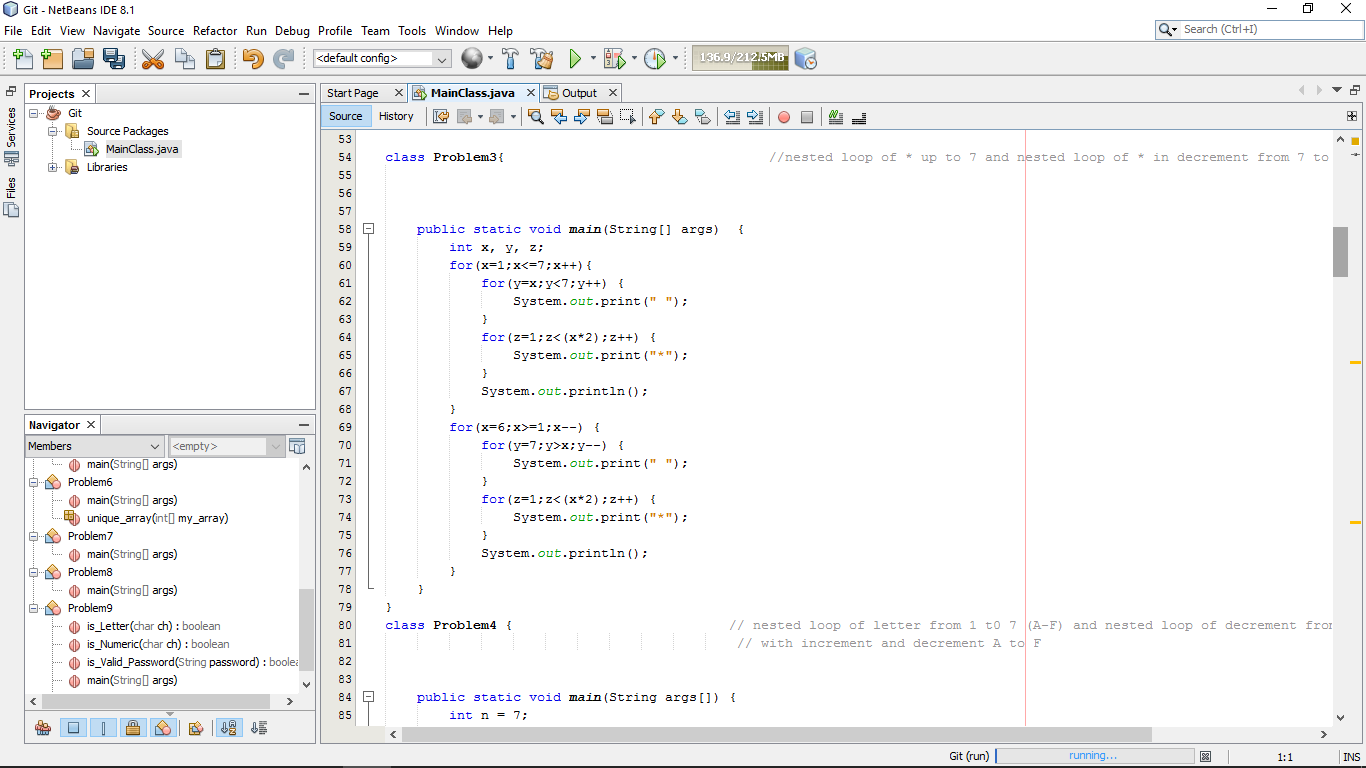 Git - NetBeans IDE 8.1
File Edit View Navigate Source Refactor Run Debug Profile Team Tools Window Help
Search (Ctrl+I)
<default config>
136.9/212.5MB
Services
Files
Projects
Git
Source Packages
MainClass.java
Libraries
Navigator
Members
<empty>
main(String[] args)
Problem6
main(String[] args)
unique_array(int[] my_array)
Problem7
main(String[] args)
Problem8
main(String[] args)
Problem9
is_Letter(char ch) : boolean
is_Numeric(char ch) : boolean
is_Valid_Password(String password) : boolea
main(String[] args)
Start Page MainClass.java Output
Source History
53
54 class Problem3{ //nested loop of * up to 7 and nested loop of * in decrement from 7 to
55
56
57
58 public static void main(String[] args) {
59 int x, y, z;
60 for(x=1;x<=7;x++){
61 for(y=x;y<7;y++) {
62 System.out.print(" ");
63 }
64 for(z=1;z<(x*2);z++) {
65 System.out.print("*");
66 }
67 System.out.println();
68 }
69 for(x=6;x>=1;x--) {
70 for(y=7;y>x;y--) {
71 System.out.print(" ");
72 }
73 for(z=1;z<(x*2);z++) {
74 System.out.print("*");
75 }
76 System.out.println();
77 }
78 }
79 }
80 class Problem4 { // nested loop of letter from 1 t0 7 (A-F) and nested loop of decrement fro
81 // with increment and decrement A to F
82
83
84 public static void main(String args[]) {
85 int n = 7;
Git (run) running... 1:1 INS